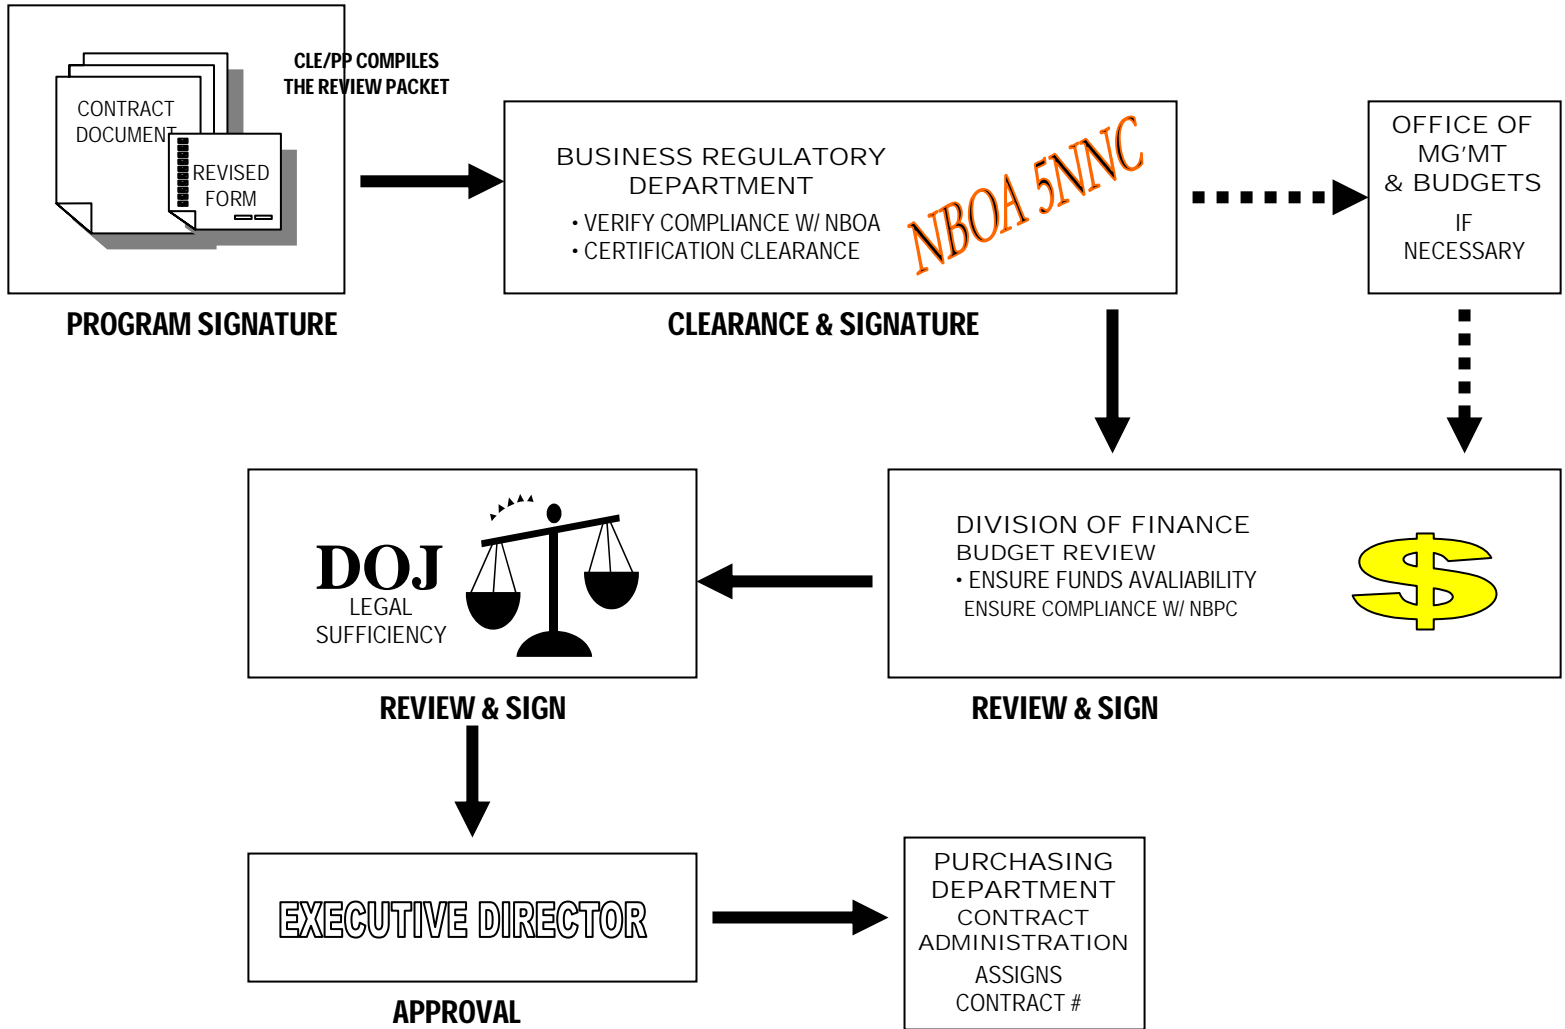 CLE/PP COMPILES
THE REVIEW PACKET
CONTRACT
DOCUMENT
REVISED
FORM
PROGRAM SIGNATURE
BUSINESS REGULATORY
DEPARTMENT
• VERIFY COMPLIANCE W/ NBOA
• CERTIFICATION CLEARANCE
NBOA 5NNC
CLEARANCE & SIGNATURE
OFFICE OF
MG'MT
& BUDGETS
IF
NECESSARY
DIVISION OF FINANCE
BUDGET REVIEW
• ENSURE FUNDS AVALIABILITY
ENSURE COMPLIANCE W/ NBPC
$
REVIEW & SIGN
DOJ
LEGAL
SUFFICIENCY
REVIEW & SIGN
EXECUTIVE DIRECTOR
APPROVAL
PURCHASING
DEPARTMENT
CONTRACT
ADMINISTRATION
ASSIGNS
CONTRACT #